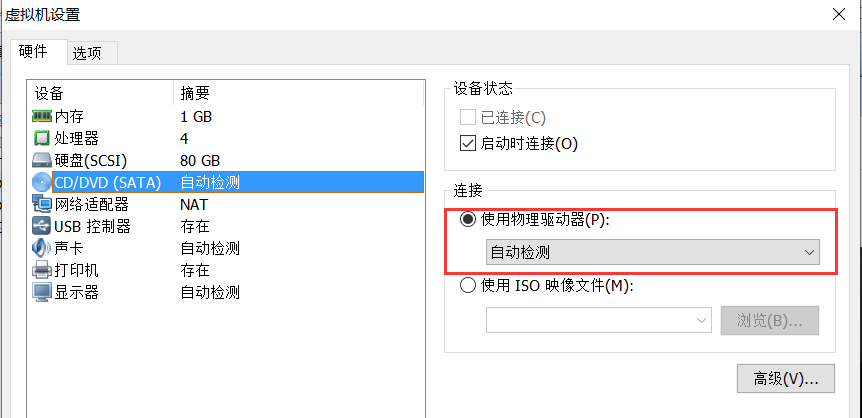 虚拟机设置
硬件 选项
设备 摘要
内存 1 GB
处理器 4
硬盘(SCSI) 80 GB
CD/DVD (SATA) 自动检测
网络适配器 NAT
USB 控制器 存在
声卡 自动检测
打印机 存在
显示器 自动检测
设备状态
已连接(C)
启动时连接(O)
连接
使用物理驱动器(P):
自动检测
使用 ISO 映像文件(M):
浏览(B)...
高级(V)...